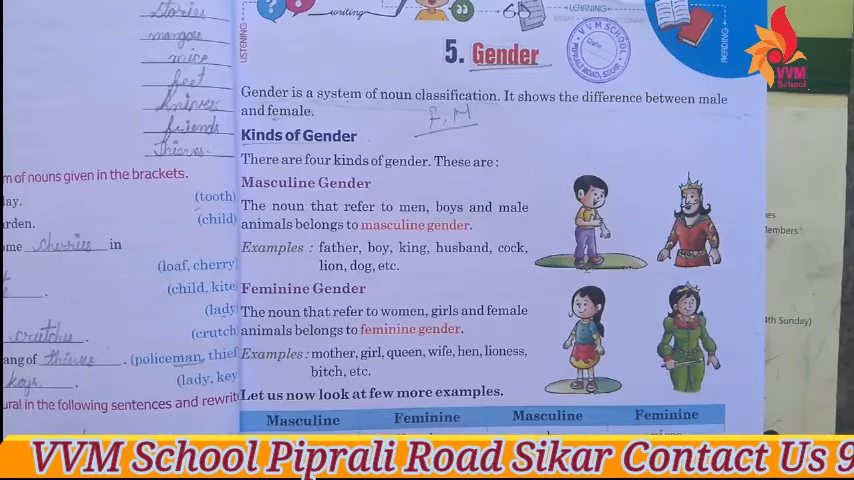 stories
mangoes
mice
feet
knives
friends
thieves.
m of nouns given in the brackets.
lay. (tooth)
arden. (child)
ome cherries in
(loaf, cherry)
(child, kite
(lady)
crutches. (crutch
ang of thieves. (policeman, thief
keys. (lady, key
ural in the following sentences and rewrit
LISTENING
writing
LEARNING
READING
VVM
School
V V M SCHOOL
Date
PIPRALI ROAD, SIKAR
5. Gender
Gender is a system of noun classification. It shows the difference between male
and female.
F, M
Kinds of Gender
There are four kinds of gender. These are :
Masculine Gender
The noun that refer to men, boys and male
animals belongs to masculine gender.
Examples : father, boy, king, husband, cock,
lion, dog, etc.
Feminine Gender
The noun that refer to women, girls and female
animals belongs to feminine gender.
Examples : mother, girl, queen, wife, hen, lioness,
bitch, etc.
Let us now look at few more examples.
Masculine Feminine Masculine Feminine
es
Members :
4th Sunday)
VVM School Piprali Road Sikar Contact Us 9